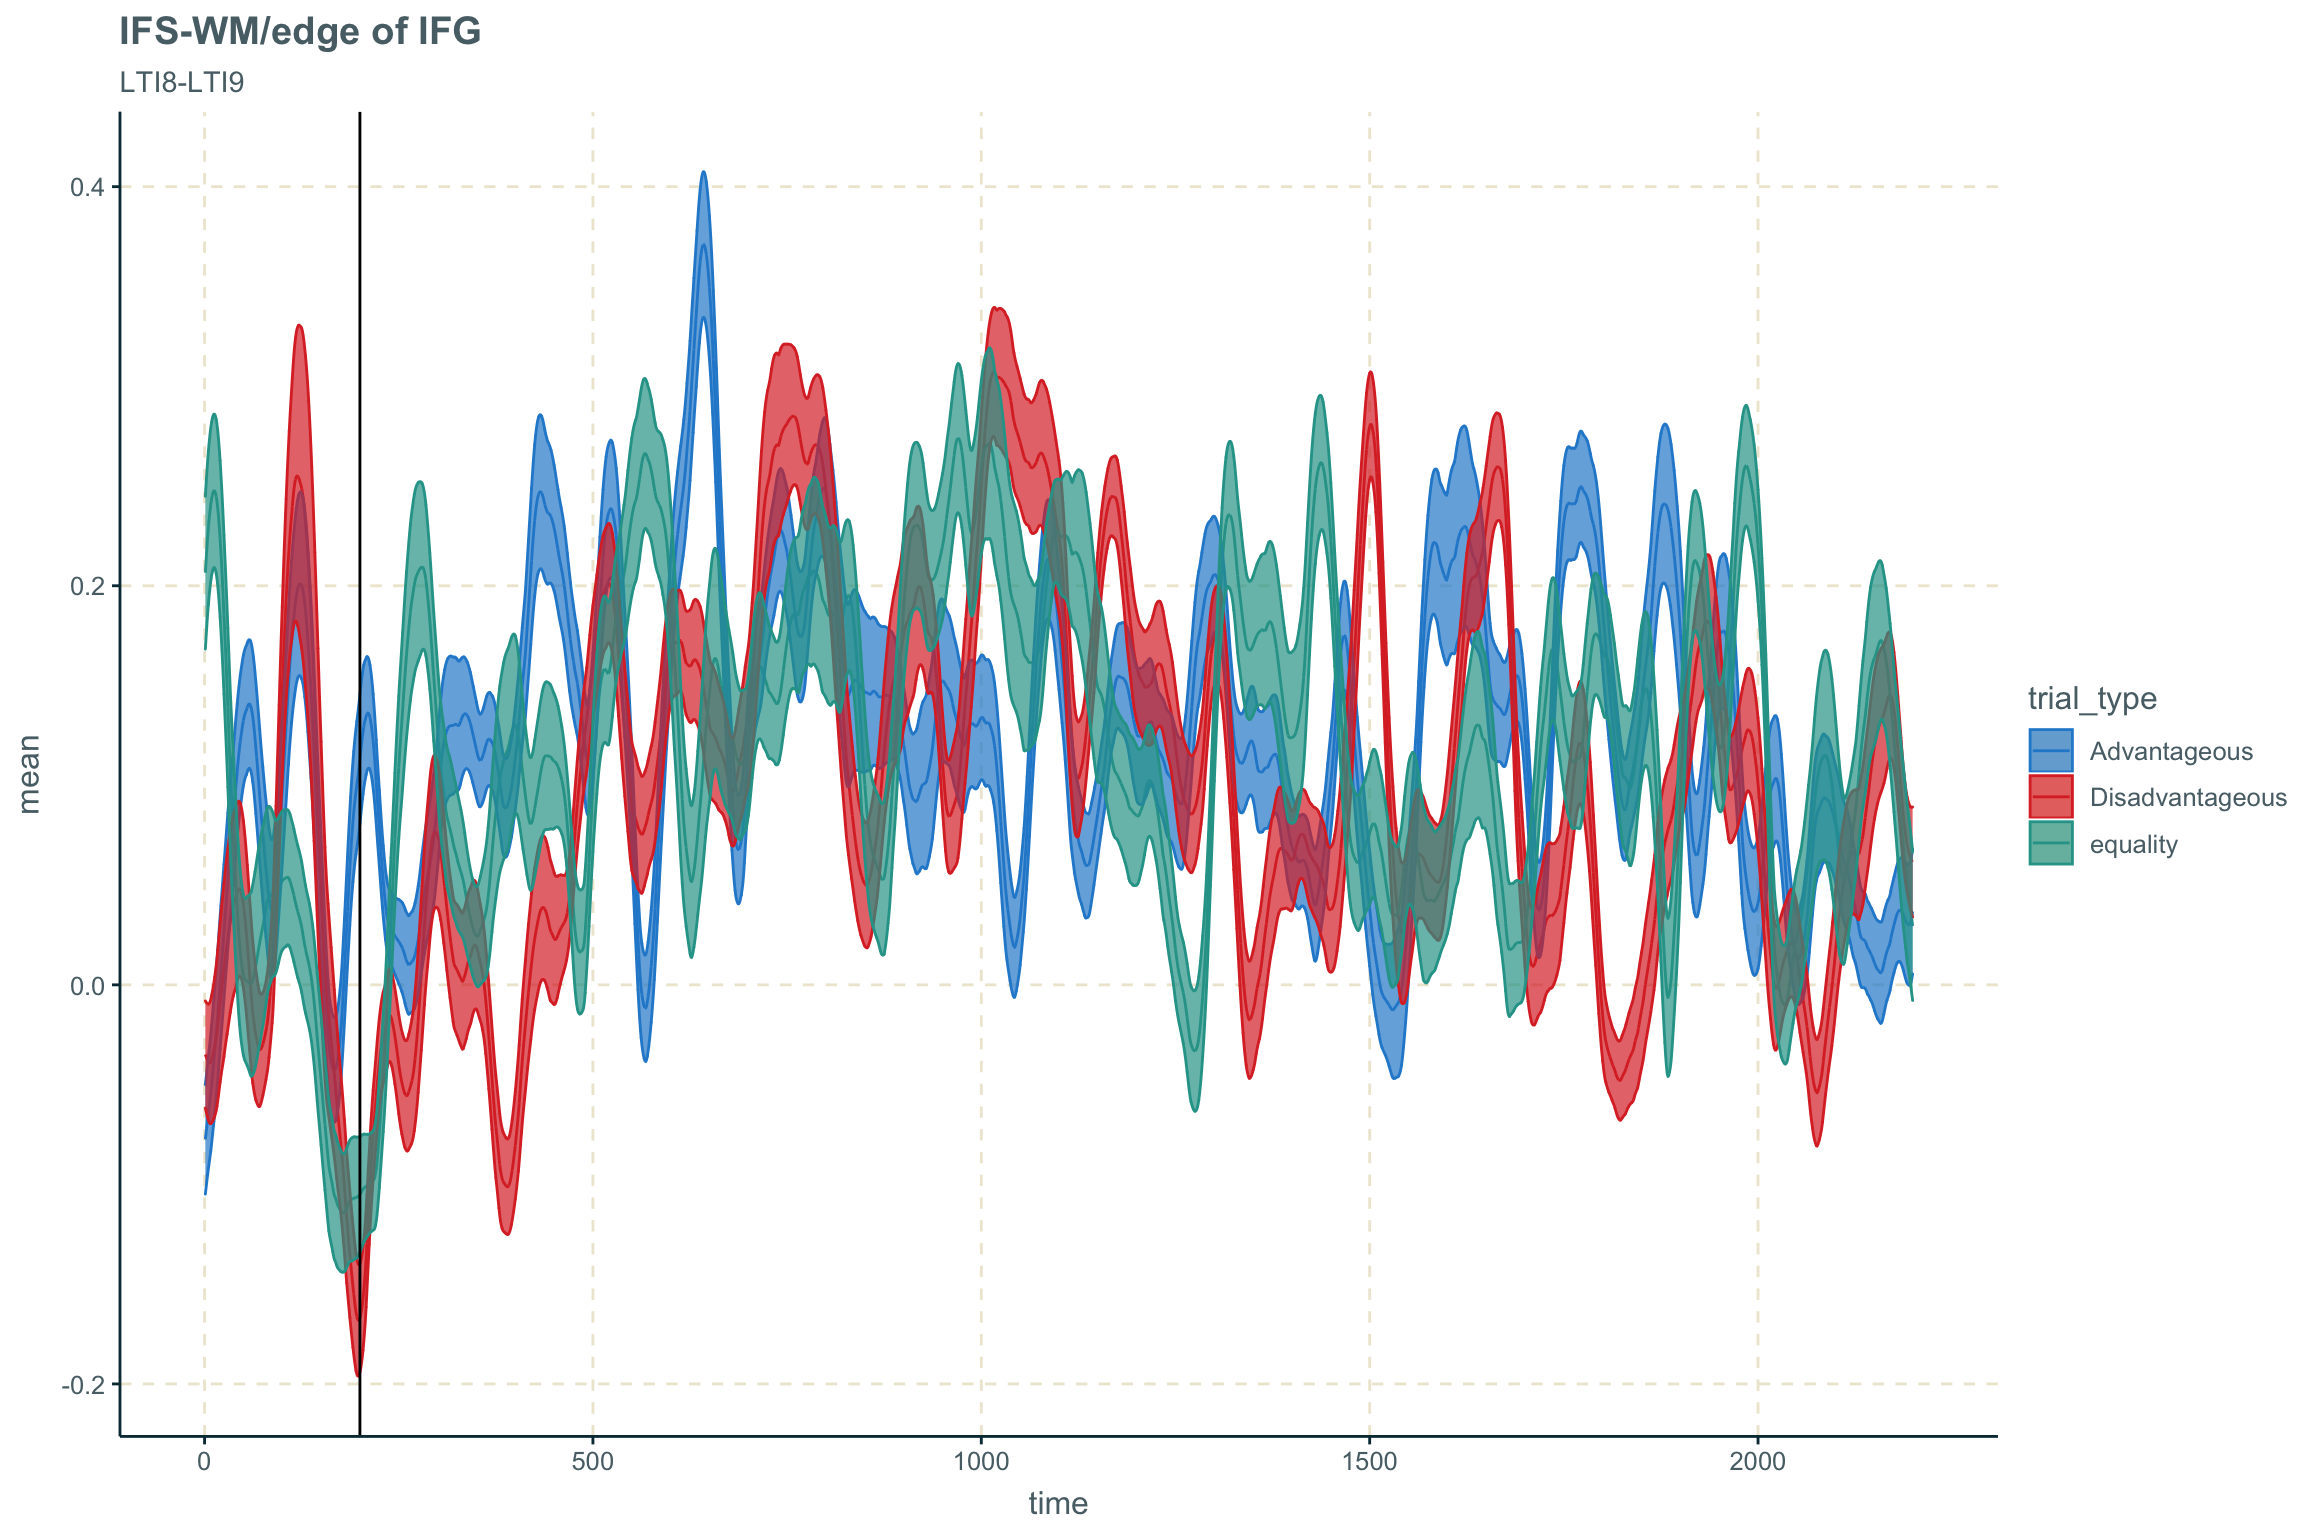 IFS-WM/edge of IFG
LTI8-LTI9
0.4
0.2
0.0
-0.2
mean
0
500
1000
1500
2000
time
trial_type
Advantageous
Disadvantageous
equality